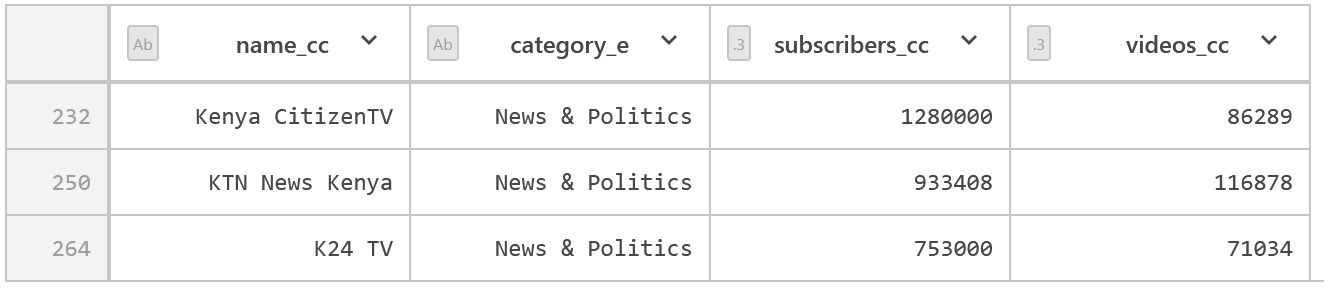 Ab name_cc Ab category_e .3 subscribers_cc .3 videos_cc
232 Kenya CitizenTV News & Politics 1280000 86289
250 KTN News Kenya News & Politics 933408 116878
264 K24 TV News & Politics 753000 71034